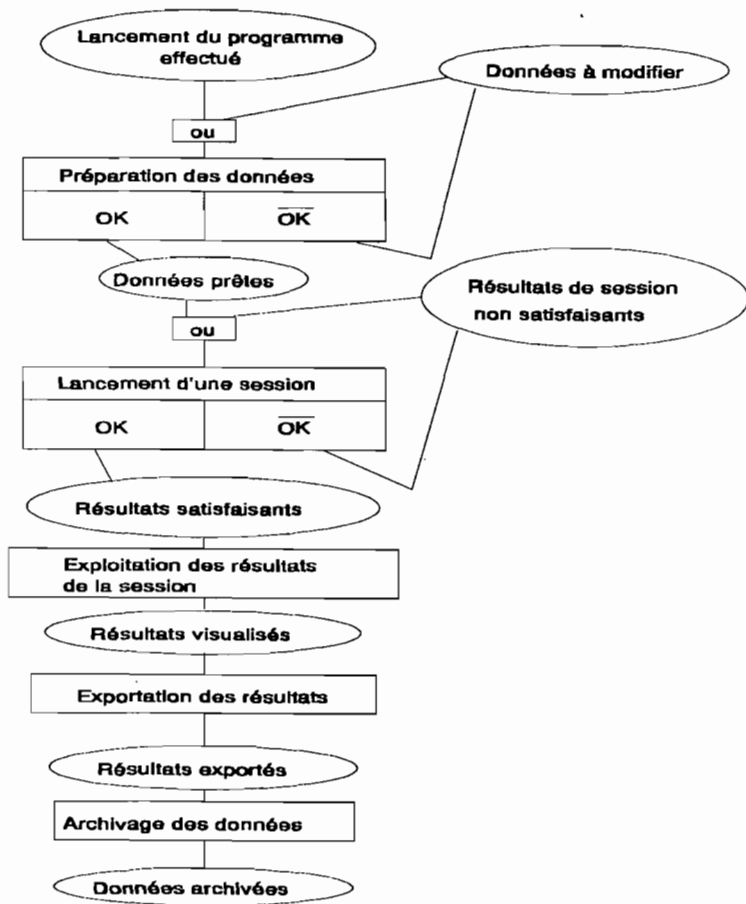 Lancement du programme
effectué
Données à modifier
ou
Préparation des données
OK
O̅K̅
Données prêtes
Résultats de session
non satisfaisants
ou
Lancement d'une session
OK
O̅K̅
Résultats satisfaisants
Exploitation des résultats
de la session
Résultats visualisés
Exportation des résultats
Résultats exportés
Archivage des données
Données archivées